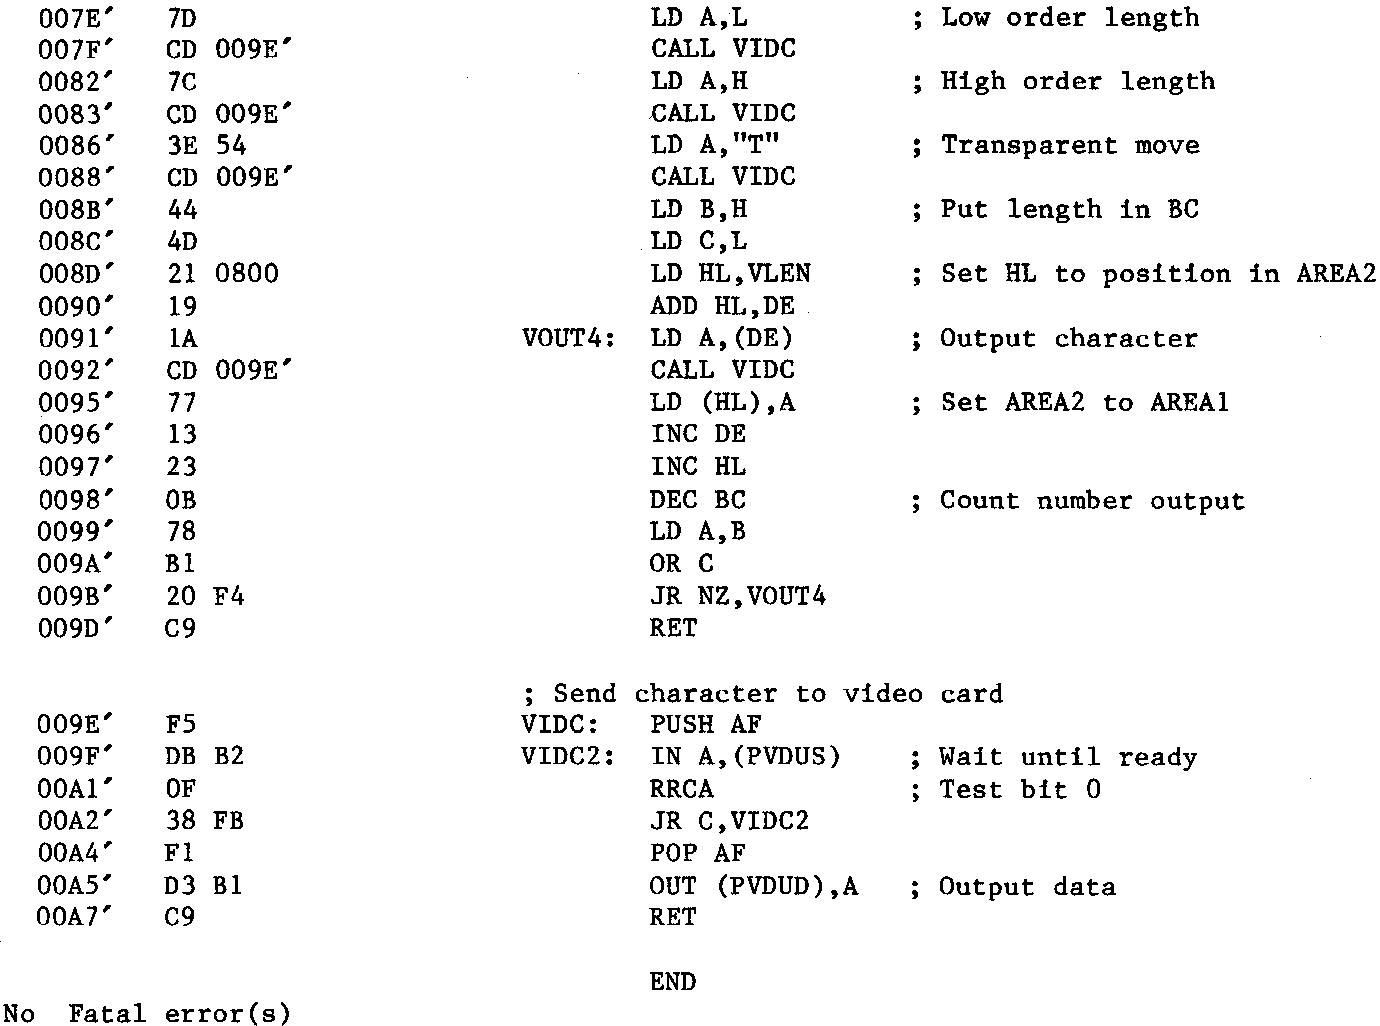 007E' 7D LD A,L ; Low order length
007F' CD 009E' CALL VIDC
0082' 7C LD A,H ; High order length
0083' CD 009E' CALL VIDC
0086' 3E 54 LD A,"T" ; Transparent move
0088' CD 009E' CALL VIDC
008B' 44 LD B,H ; Put length in BC
008C' 4D LD C,L
008D' 21 0800 LD HL,VLEN ; Set HL to position in AREA2
0090' 19 ADD HL,DE
0091' 1A VOUT4: LD A,(DE) ; Output character
0092' CD 009E' CALL VIDC
0095' 77 LD (HL),A ; Set AREA2 to AREA1
0096' 13 INC DE
0097' 23 INC HL
0098' 0B DEC BC ; Count number output
0099' 78 LD A,B
009A' B1 OR C
009B' 20 F4 JR NZ,VOUT4
009D' C9 RET
; Send character to video card
009E' F5 VIDC: PUSH AF
009F' DB B2 VIDC2: IN A,(PVDUS) ; Wait until ready
00A1' 0F RRCA ; Test bit 0
00A2' 38 FB JR C,VIDC2
00A4' F1 POP AF
00A5' D3 B1 OUT (PVDUD),A ; Output data
00A7' C9 RET
END
No Fatal error(s)